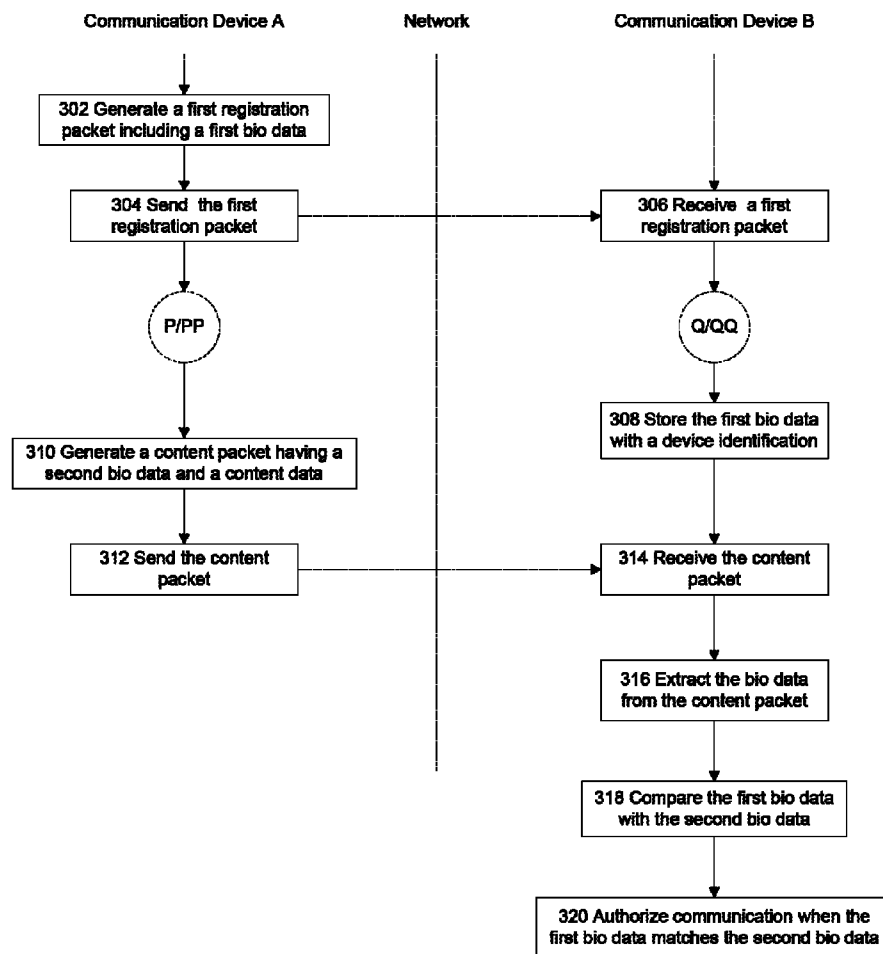 Communication Device A
Network
Communication Device B
302 Generate a first registration
packet including a first bio data
304 Send the first
registration packet
306 Receive a first
registration packet
P/PP
Q/QQ
308 Store the first bio data
with a device identification
310 Generate a content packet having a
second bio data and a content data
312 Send the content
packet
314 Receive the content
packet
316 Extract the bio data
from the content packet
318 Compare the first bio data
with the second bio data
320 Authorize communication when the
first bio data matches the second bio data